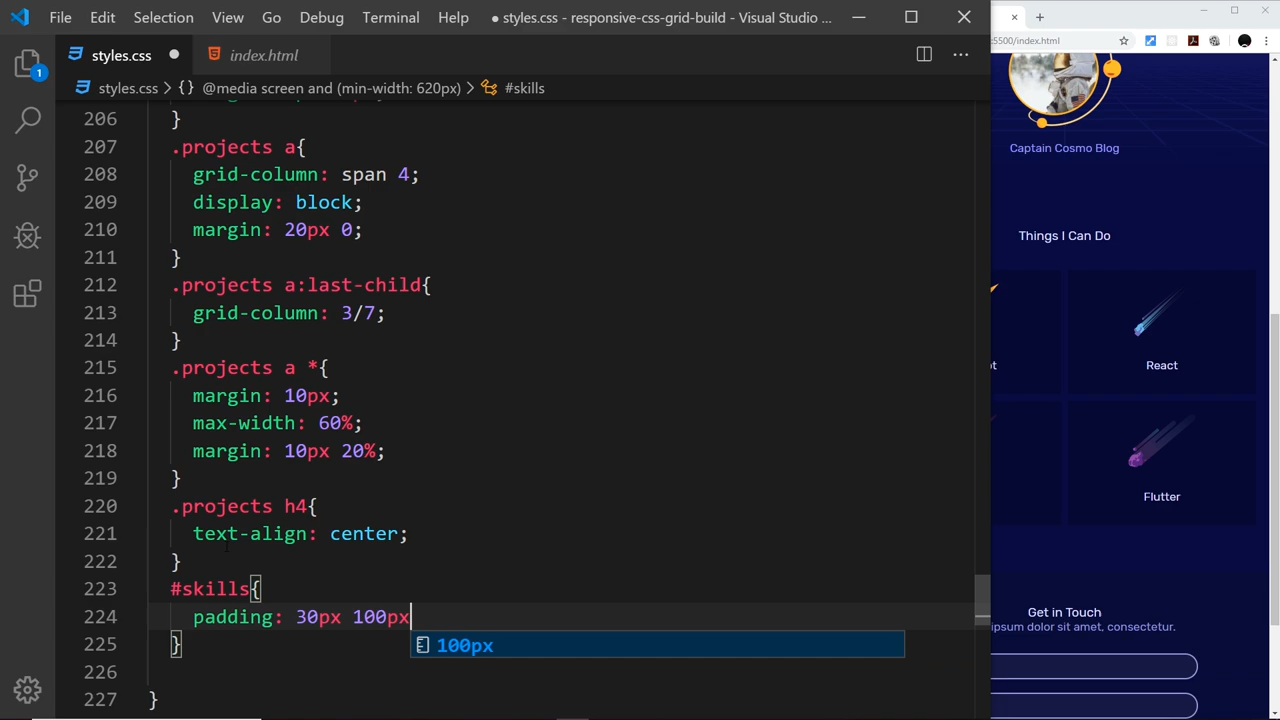 File Edit Selection View Go Debug Terminal Help ● styles.css - responsive-css-grid-build - Visual Studio ...
styles.css ● index.html
styles.css > {} @media screen and (min-width: 620px) > #skills
206 }
207 .projects a{
208 grid-column: span 4;
209 display: block;
210 margin: 20px 0;
211 }
212 .projects a:last-child{
213 grid-column: 3/7;
214 }
215 .projects a *{
216 margin: 10px;
217 max-width: 60%;
218 margin: 10px 20%;
219 }
220 .projects h4{
221 text-align: center;
222 }
223 #skills{
224 padding: 30px 100px
100px
225 }
226
227 }
1
:5500/index.html
Captain Cosmo Blog
Things I Can Do
React
Flutter
Get in Touch
ipsum dolor sit amet, consectetur.